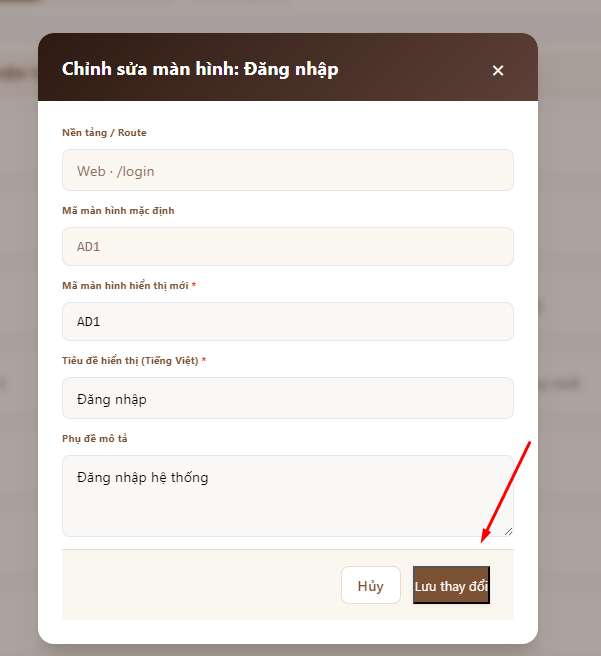 Chỉnh sửa màn hình: Đăng nhập ×
Nền tảng / Route
Web · /login
Mã màn hình mặc định
AD1
Mã màn hình hiển thị mới *
AD1
Tiêu đề hiển thị (Tiếng Việt) *
Đăng nhập
Phụ đề mô tả
Đăng nhập hệ thống
Hủy Lưu thay đổi